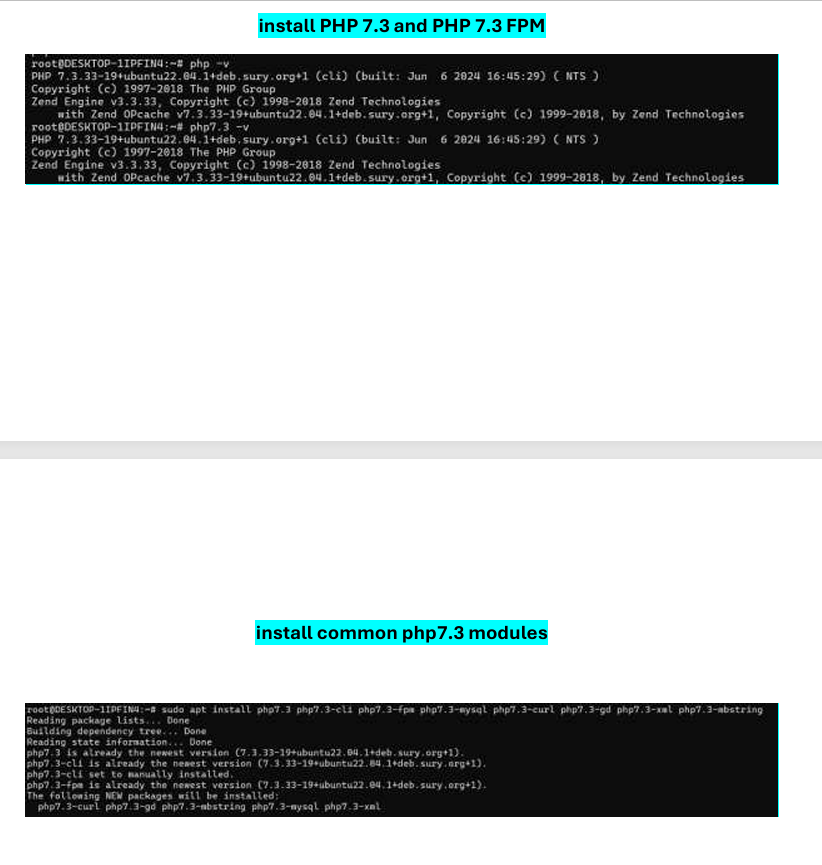 install PHP 7.3 and PHP 7.3 FPM
root@DESKTOP-1IPFIN4:~# php -v
PHP 7.3.33-19+ubuntu22.04.1+deb.sury.org+1 (cli) (built: Jun  6 2024 16:45:29) ( NTS )
Copyright (c) 1997-2018 The PHP Group
Zend Engine v3.3.33, Copyright (c) 1998-2018 Zend Technologies
    with Zend OPcache v7.3.33-19+ubuntu22.04.1+deb.sury.org+1, Copyright (c) 1999-2018, by Zend Technologies
root@DESKTOP-1IPFIN4:~# php7.3 -v
PHP 7.3.33-19+ubuntu22.04.1+deb.sury.org+1 (cli) (built: Jun  6 2024 16:45:29) ( NTS )
Copyright (c) 1997-2018 The PHP Group
Zend Engine v3.3.33, Copyright (c) 1998-2018 Zend Technologies
    with Zend OPcache v7.3.33-19+ubuntu22.04.1+deb.sury.org+1, Copyright (c) 1999-2018, by Zend Technologies
install common php7.3 modules
root@DESKTOP-1IPFIN4:~# sudo apt install php7.3 php7.3-cli php7.3-fpm php7.3-mysql php7.3-curl php7.3-gd php7.3-xml php7.3-mbstring
Reading package lists... Done
Building dependency tree... Done
Reading state information... Done
php7.3 is already the newest version (7.3.33-19+ubuntu22.04.1+deb.sury.org+1).
php7.3-cli is already the newest version (7.3.33-19+ubuntu22.04.1+deb.sury.org+1).
php7.3-cli set to manually installed.
php7.3-fpm is already the newest version (7.3.33-19+ubuntu22.04.1+deb.sury.org+1).
The following NEW packages will be installed:
  php7.3-curl php7.3-gd php7.3-mbstring php7.3-mysql php7.3-xml